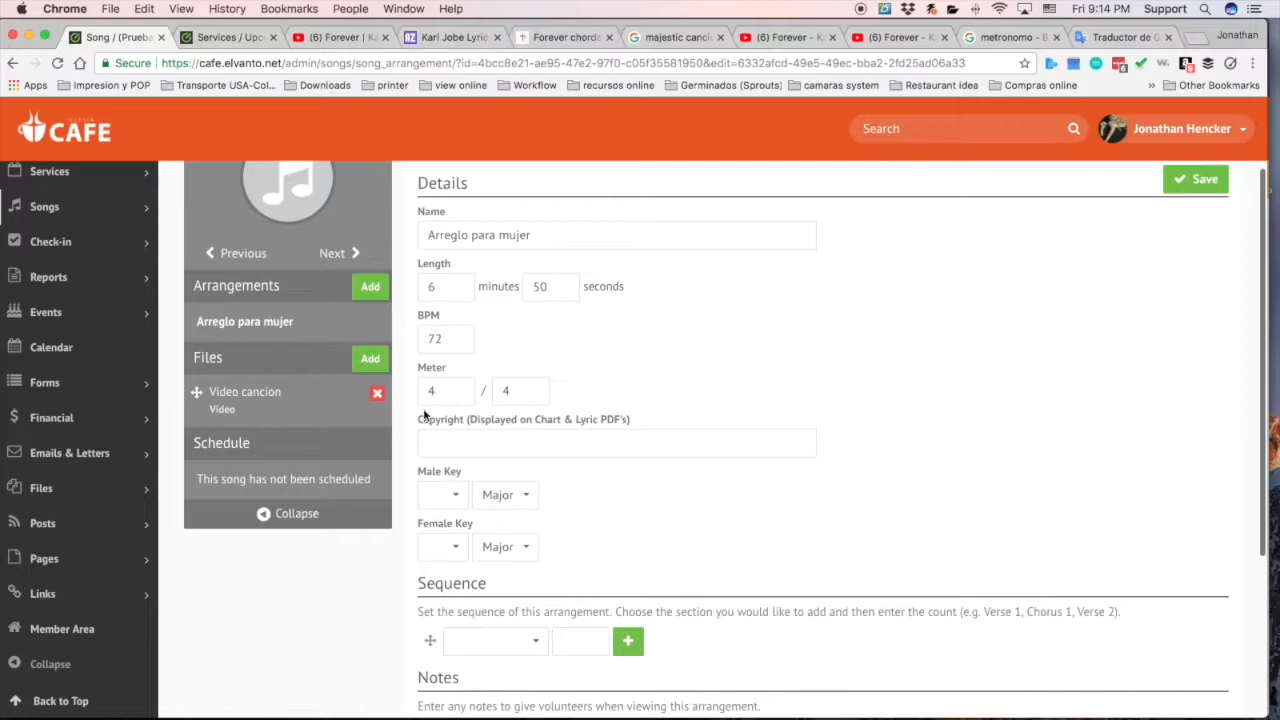 Chrome File Edit View History Bookmarks People Window Help Fri 9:14 PM Support
Song / (Prueba Services / Upc (6) Forever | Ka Kari Jobe Lyric Forever chords majestic canci (6) Forever - Ka (6) Forever - Ka metronomo - B Traductor de G Jonathan
Secure https://cafe.elvanto.net/admin/songs/song_arrangement/?id=4bcc8e21-ae95-47e2-97f0-c05f35581950&edit=6332afcd-49e5-49ec-bba2-2fd25da06a33
Apps Impresion y POP Transporte USA-Col... Downloads printer view online Workflow recursos online Germinados (Sprouts) camaras system Restaurant idea Compras online » Other Bookmarks
IGLESIA
CAFE
Search
Jonathan Hencker
Services
Songs
Check-in
Reports
Events
Calendar
Forms
Financial
Emails & Letters
Files
Posts
Pages
Links
Member Area
Collapse
Back to Top
Previous Next
Arrangements Add
Arreglo para mujer
Files Add
Video cancion
Video
Schedule
This song has not been scheduled
Collapse
Details
Save
Name
Arreglo para mujer
Length
6 minutes 50 seconds
BPM
72
Meter
4 / 4
Copyright (Displayed on Chart & Lyric PDF's)
Male Key
Major
Female Key
Major
Sequence
Set the sequence of this arrangement. Choose the section you would like to add and then enter the count (e.g. Verse 1, Chorus 1, Verse 2).
Notes
Enter any notes to give volunteers when viewing this arrangement.